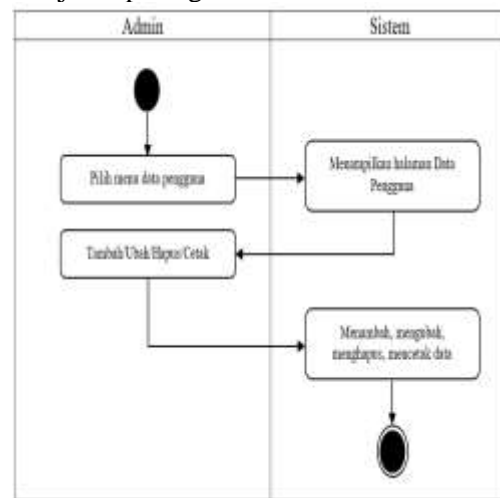 Admin
Sistem
Pilih menu data pengguna
Menampilkan halaman Data
Pengguna
Tambah/Ubah/Hapus/Cetak
Menambah, mengubah,
menghapus, mencetak data